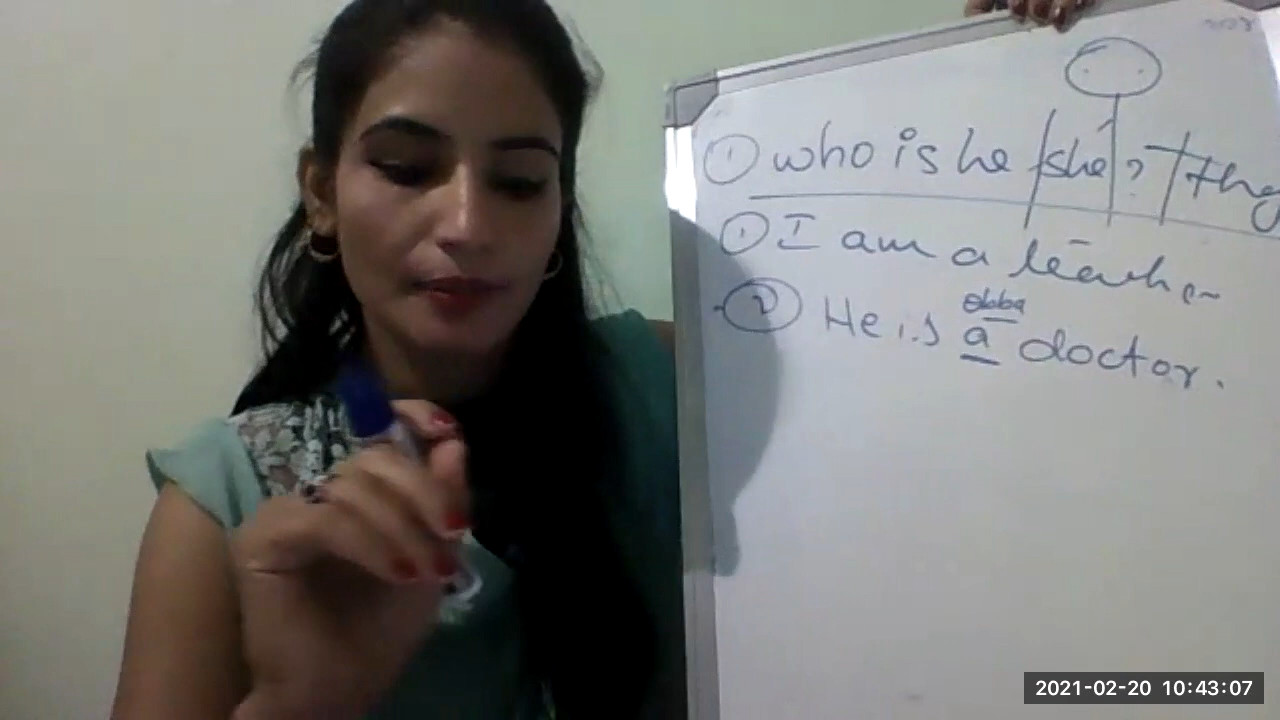 ① who is he / she ? / they
① I am a teacher
② He is a doctor.
2021-02-20 10:43:07